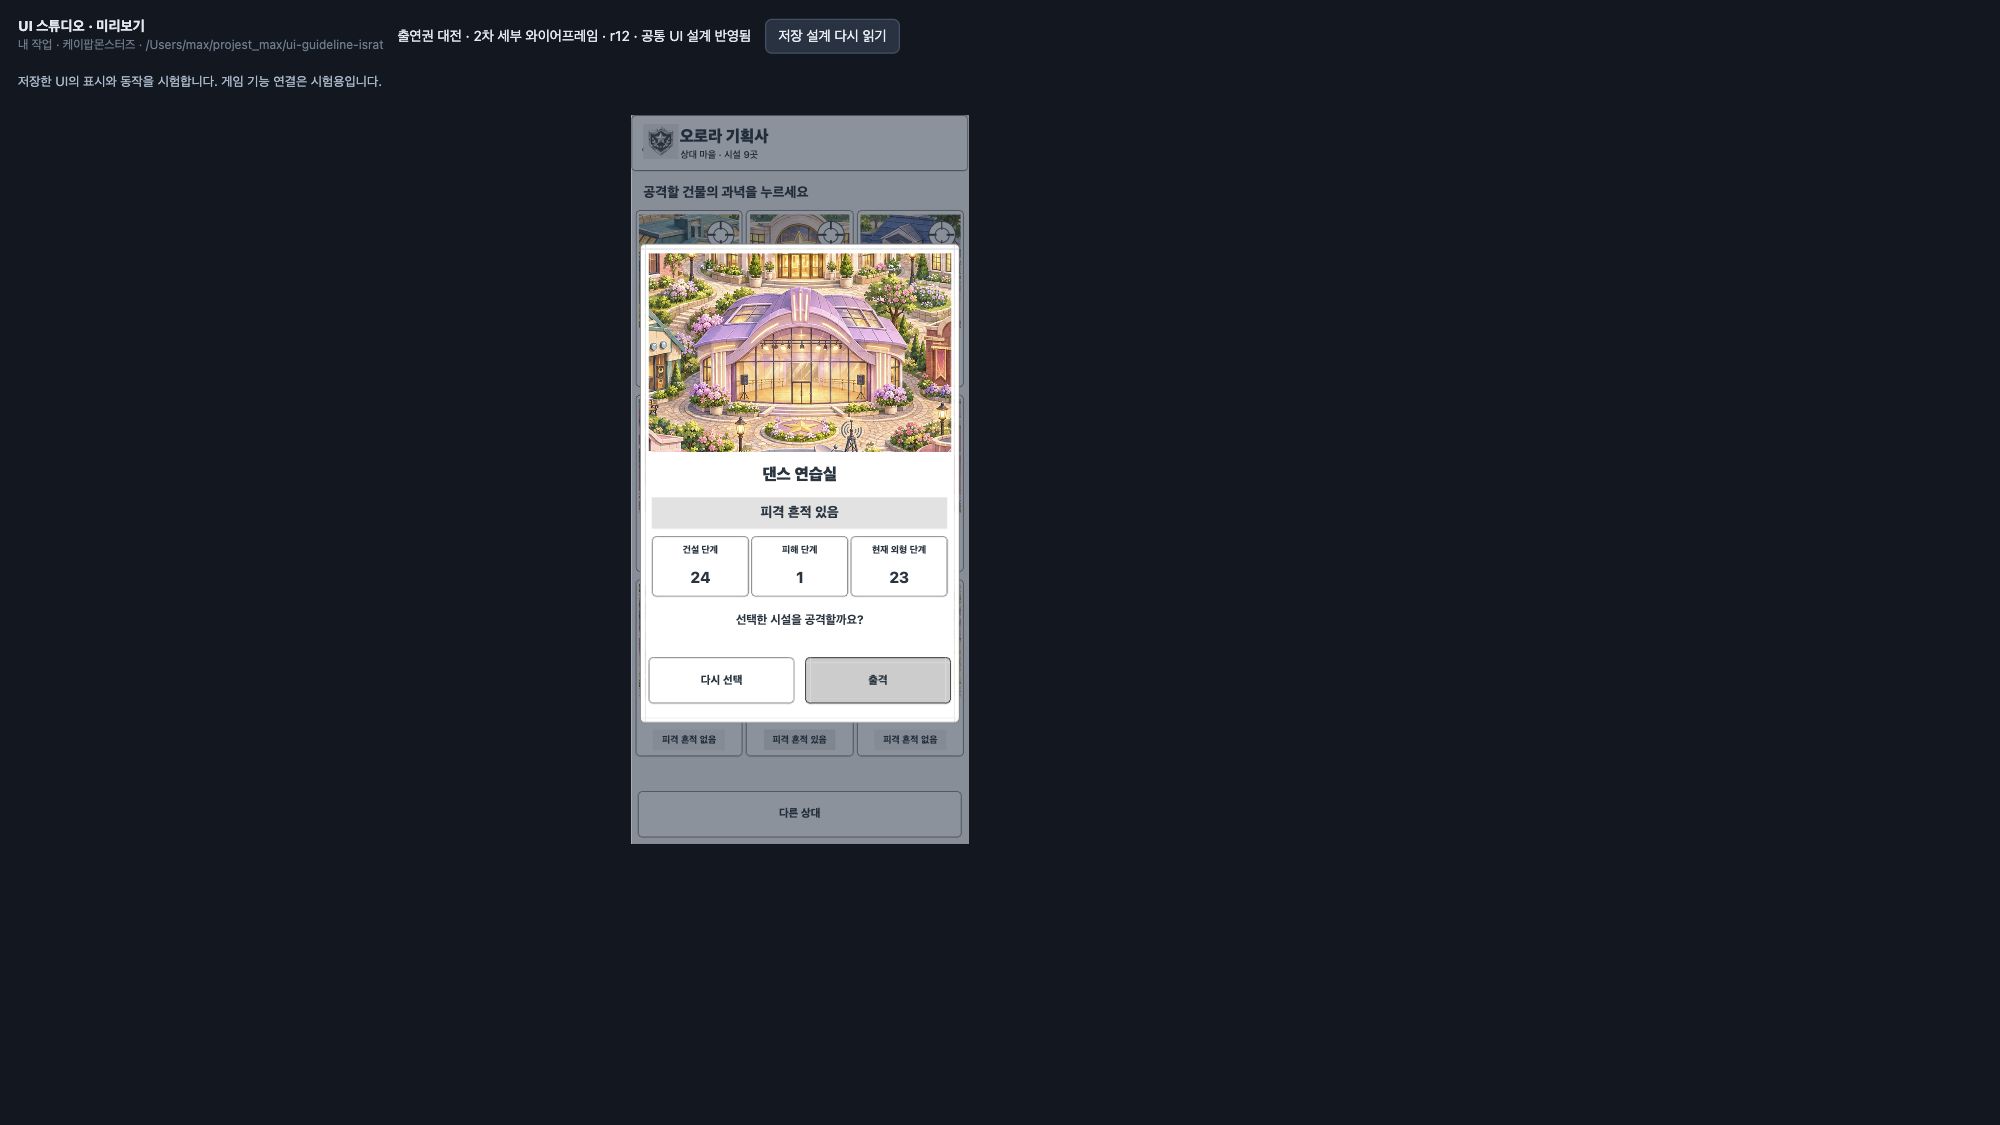 UI 스튜디오 · 미리보기
내 작업 · 케이팝몬스터즈 · /Users/max/projest_max/ui-guideline-israt
출연권 대전 · 2차 세부 와이어프레임 · r12 · 공통 UI 설계 반영됨
저장 설계 다시 읽기
저장한 UI의 표시와 동작을 시험합니다. 게임 기능 연결은 시험용입니다.
오로라 기획사
상대 마을 · 시설 9곳
공격할 건물의 과녁을 누르세요
댄스 연습실
피격 흔적 있음
건설 단계 피해 단계 현재 외형 단계
24 1 23
선택한 시설을 공격할까요?
다시 선택 출격
피격 흔적 없음 피격 흔적 있음 피격 흔적 없음
다른 상대